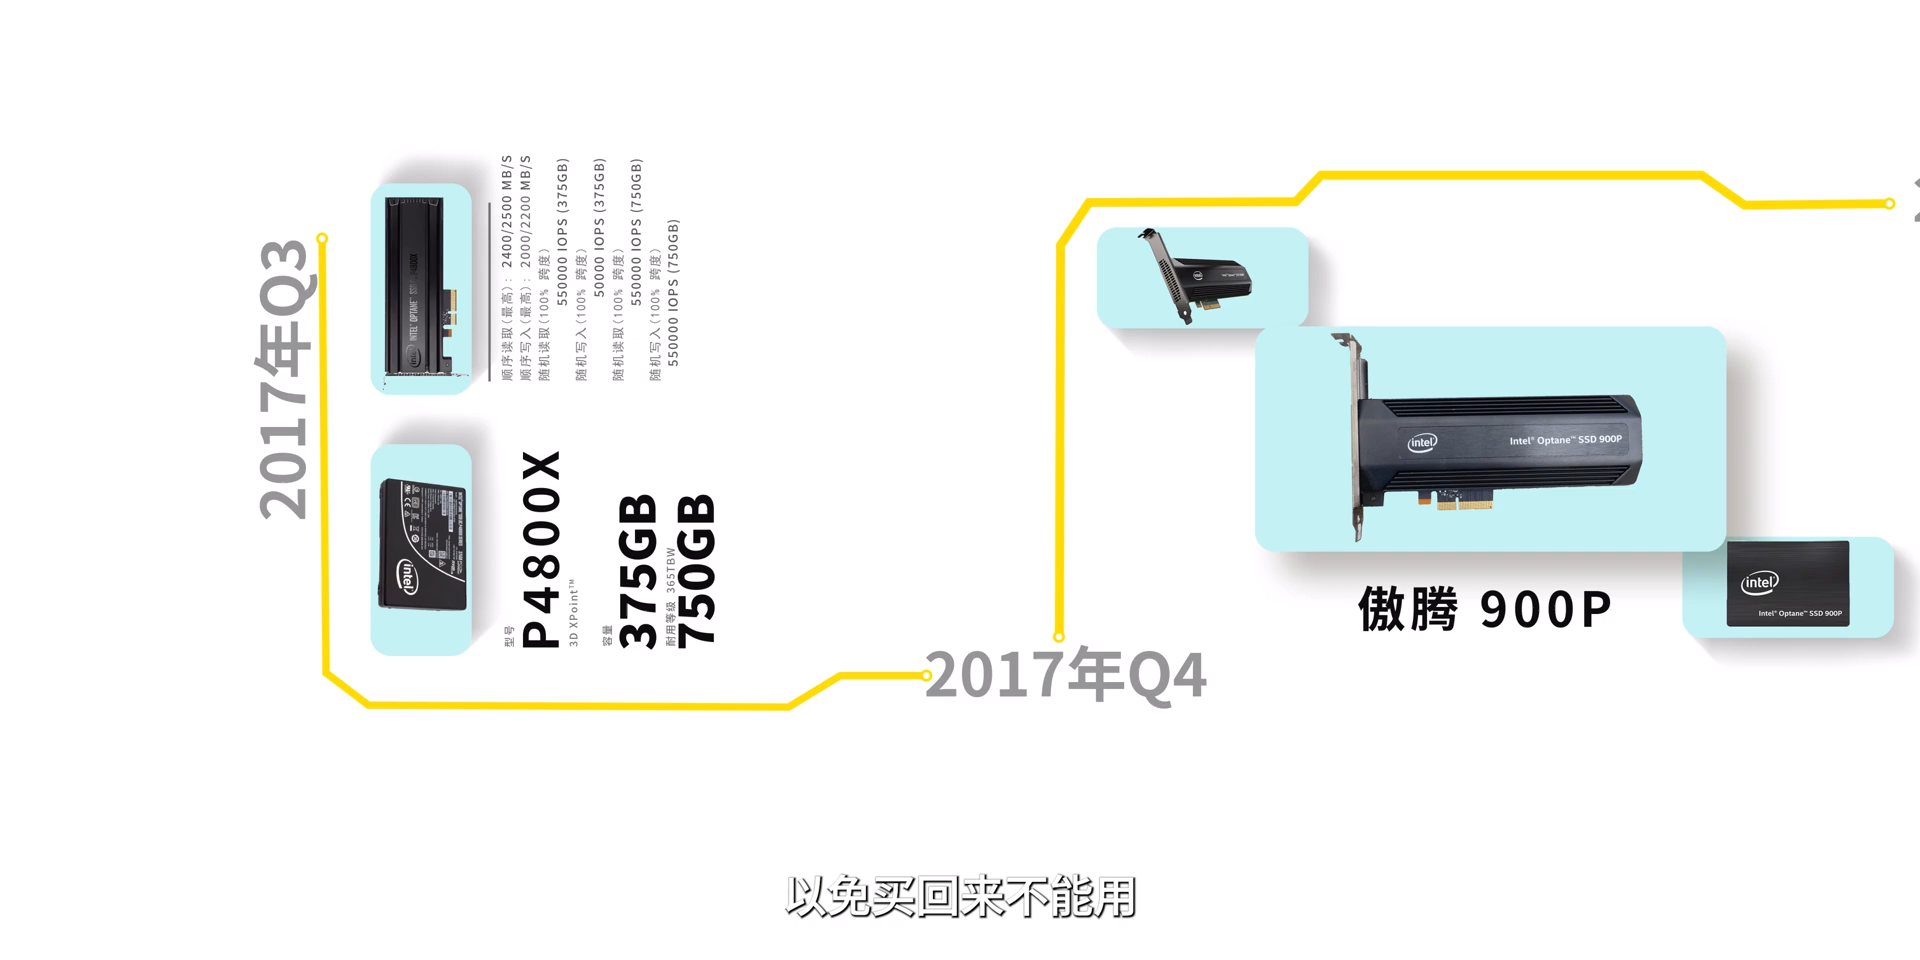 2017年Q3
顺序读取(最高): 2400/2500 MB/S
顺序写入(最高): 2000/2200 MB/S
随机读取(100% 跨度)
550000 IOPS (375GB)
随机写入(100% 跨度)
50000 IOPS (375GB)
随机读取(100% 跨度)
550000 IOPS (750GB)
随机写入(100% 跨度)
550000 IOPS (750GB)
型号
P4800X
3D XPoint™
容量
375GB
耐用等级 365TBW
750GB
2017年Q4
intel
Intel® Optane™ SSD 900P
傲腾 900P
intel
Intel® Optane™ SSD 900P
intel
以免买回来不能用